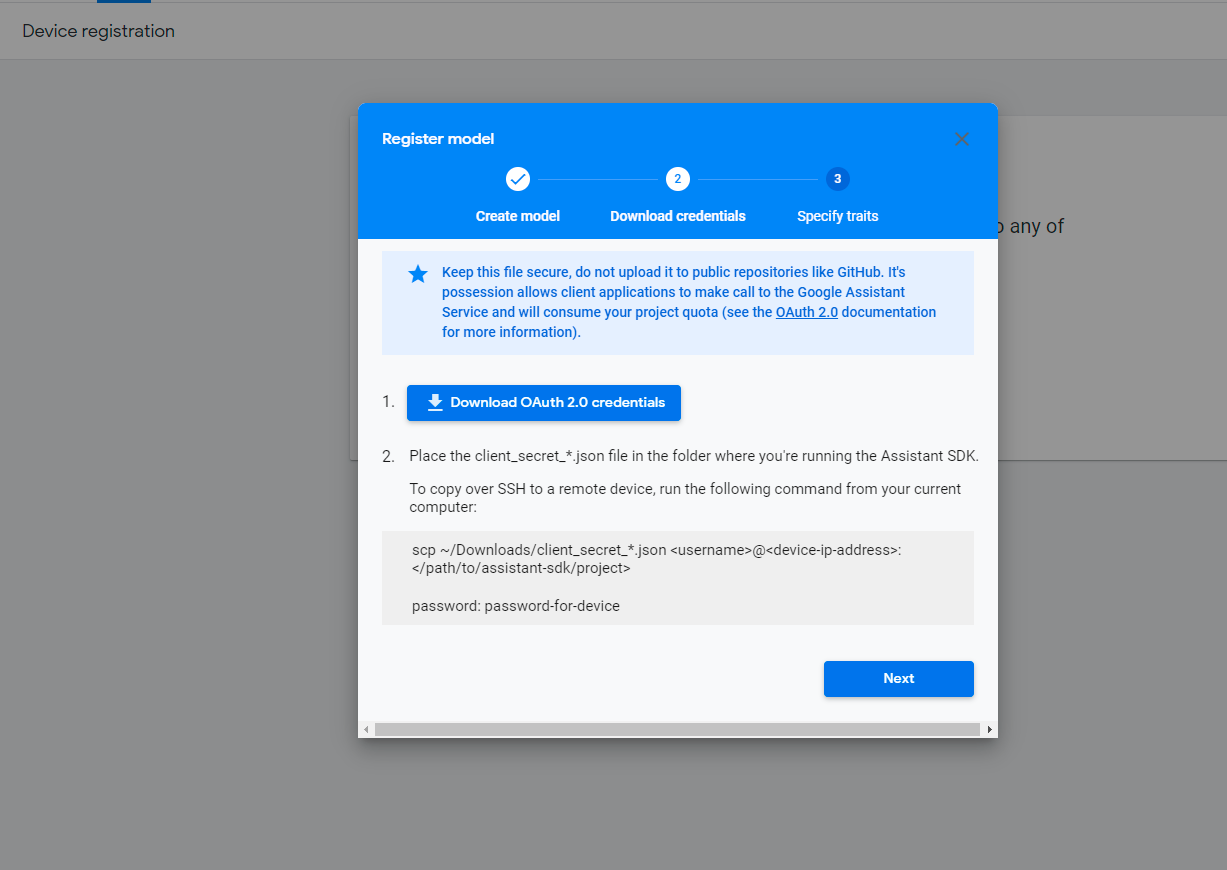 Device registration
Register model
2
3
Create model
Download credentials
Specify traits
any of
Keep this file secure, do not upload it to public repositories like GitHub. It's
possession allows client applications to make call to the Google Assistant
Service and will consume your project quota (see the OAuth 2.0 documentation
for more information).
1.
Download OAuth 2.0 credentials
2. Place the client_secret_*.json file in the folder where you're running the Assistant SDK.
To copy over SSH to a remote device, run the following command from your current
computer:
scp ~/Downloads/client_secret_*.json <username>@<device-ip-address>:
</path/to/assistant-sdk/project>
password: password-for-device
Next